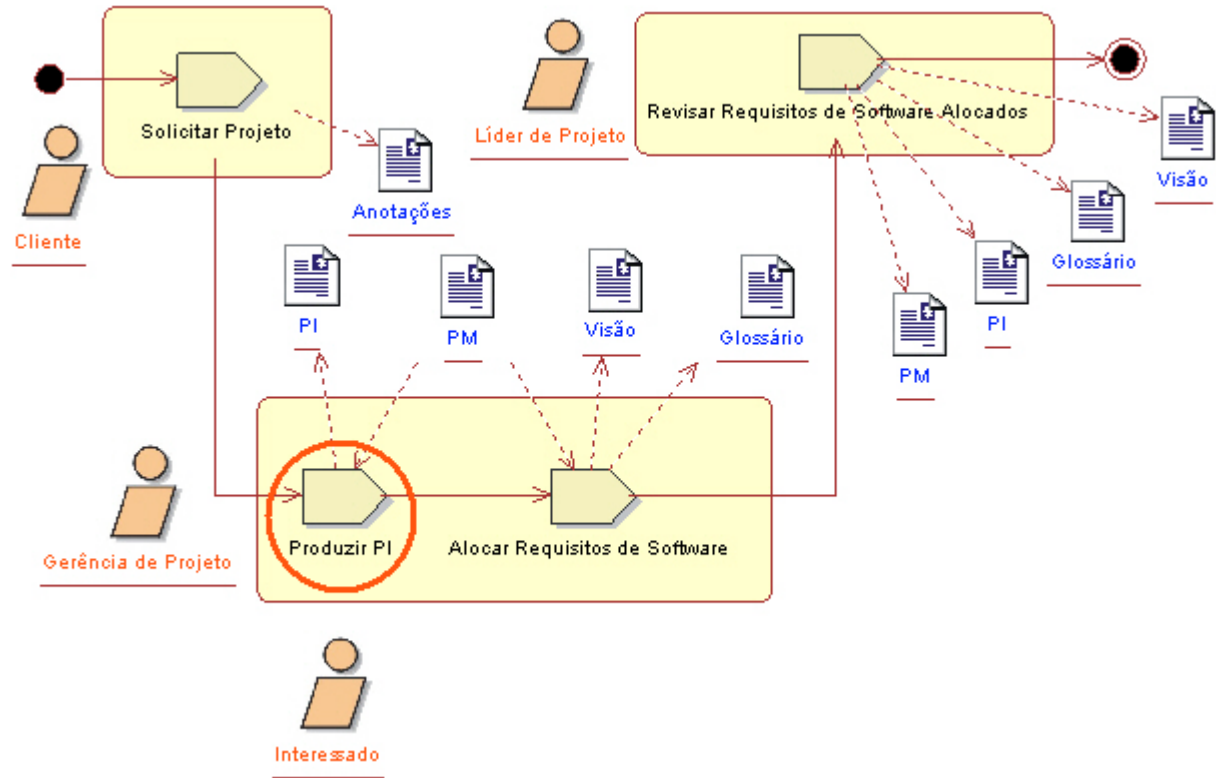 Solicitar Projeto
Cliente
Anotações
Líder de Projeto
Revisar Requisitos de Software Alocados
Visão
Glossário
PI
PM
PI
PM
Visão
Glossário
Gerência de Projeto
Produzir PI
Alocar Requisitos de Software
Interessado